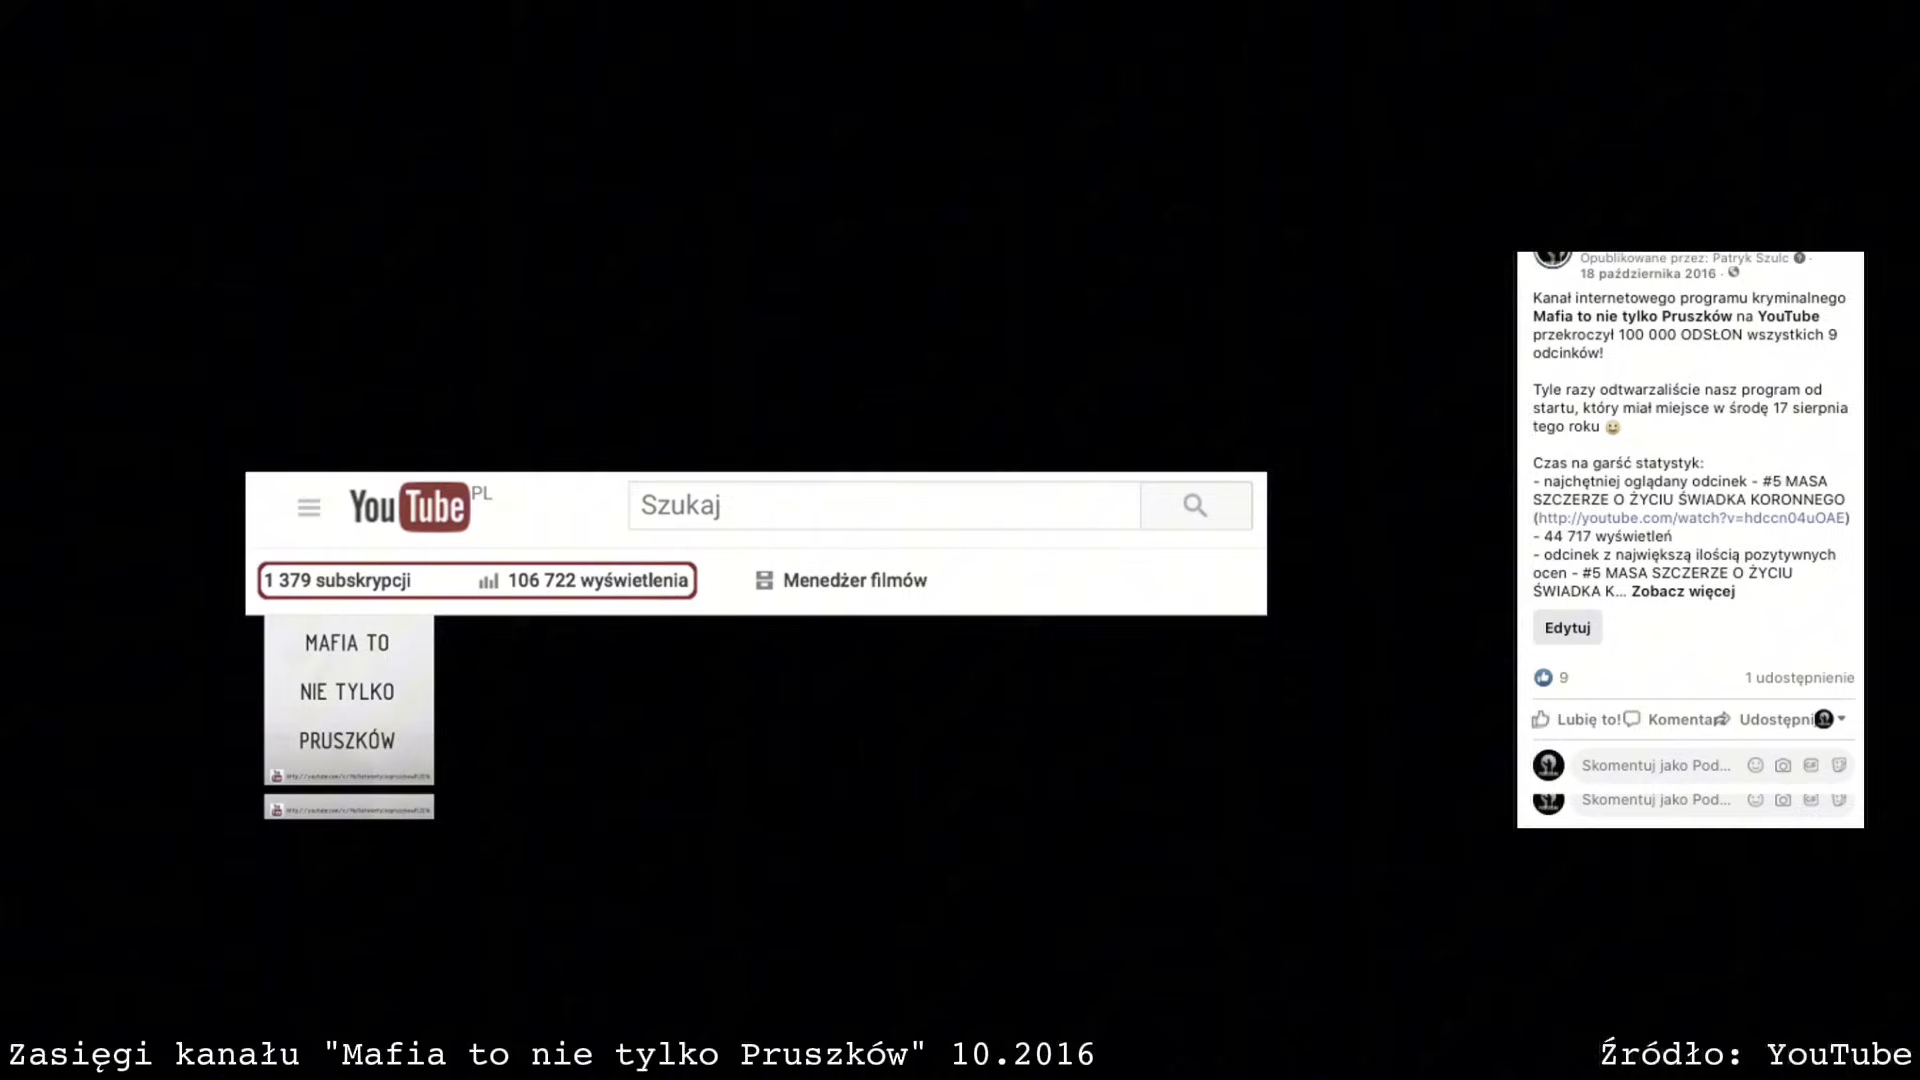 YouTube PL
Szukaj
1 379 subskrypcji
106 722 wyświetlenia
Menedżer filmów
MAFIA TO
NIE TYLKO
PRUSZKÓW
Opublikowane przez: Patryk Szulc
18 października 2016 ·
Kanał internetowego programu kryminalnego
Mafia to nie tylko Pruszków na YouTube
przekroczył 100 000 ODSŁON wszystkich 9
odcinków!
Tyle razy odtwarzaliście nasz program od
startu, który miał miejsce w środę 17 sierpnia
tego roku 😀
Czas na garść statystyk:
- najchętniej oglądany odcinek - #5 MASA
SZCZERZE O ŻYCIU ŚWIADKA KORONNEGO
(http://youtube.com/watch?v=hdccn04uOAE)
- 44 717 wyświetleń
- odcinek z największą ilością pozytywnych
ocen - #5 MASA SZCZERZE O ŻYCIU
ŚWIADKA K... Zobacz więcej
Edytuj
9
1 udostępnienie
Lubię to! Komentarz Udostępnij
Skomentuj jako Pod...
Skomentuj jako Pod...
Zasięgi kanału "Mafia to nie tylko Pruszków" 10.2016
Źródło: YouTube